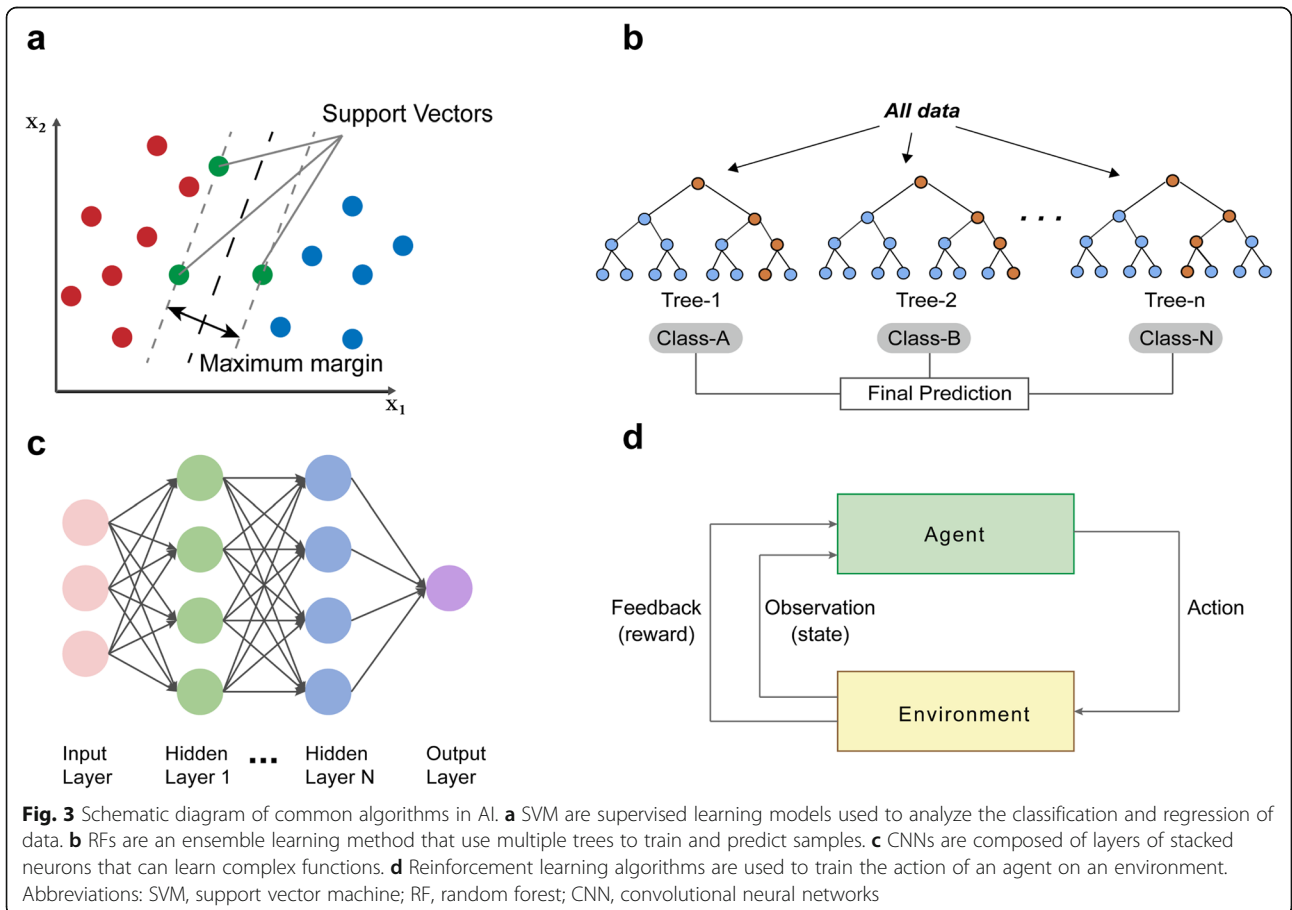 a
Support Vectors
X₂
Maximum margin
X₁
b
All data
. . .
Tree-1 Tree-2 Tree-n
Class-A Class-B Class-N
Final Prediction
c
Input Hidden ... Hidden Output
Layer Layer 1 Layer N Layer
d
Agent
Feedback Observation Action
(reward) (state)
Environment
Fig. 3 Schematic diagram of common algorithms in AI. a SVM are supervised learning models used to analyze the classification and regression of
data. b RFs are an ensemble learning method that use multiple trees to train and predict samples. c CNNs are composed of layers of stacked
neurons that can learn complex functions. d Reinforcement learning algorithms are used to train the action of an agent on an environment.
Abbreviations: SVM, support vector machine; RF, random forest; CNN, convolutional neural networks